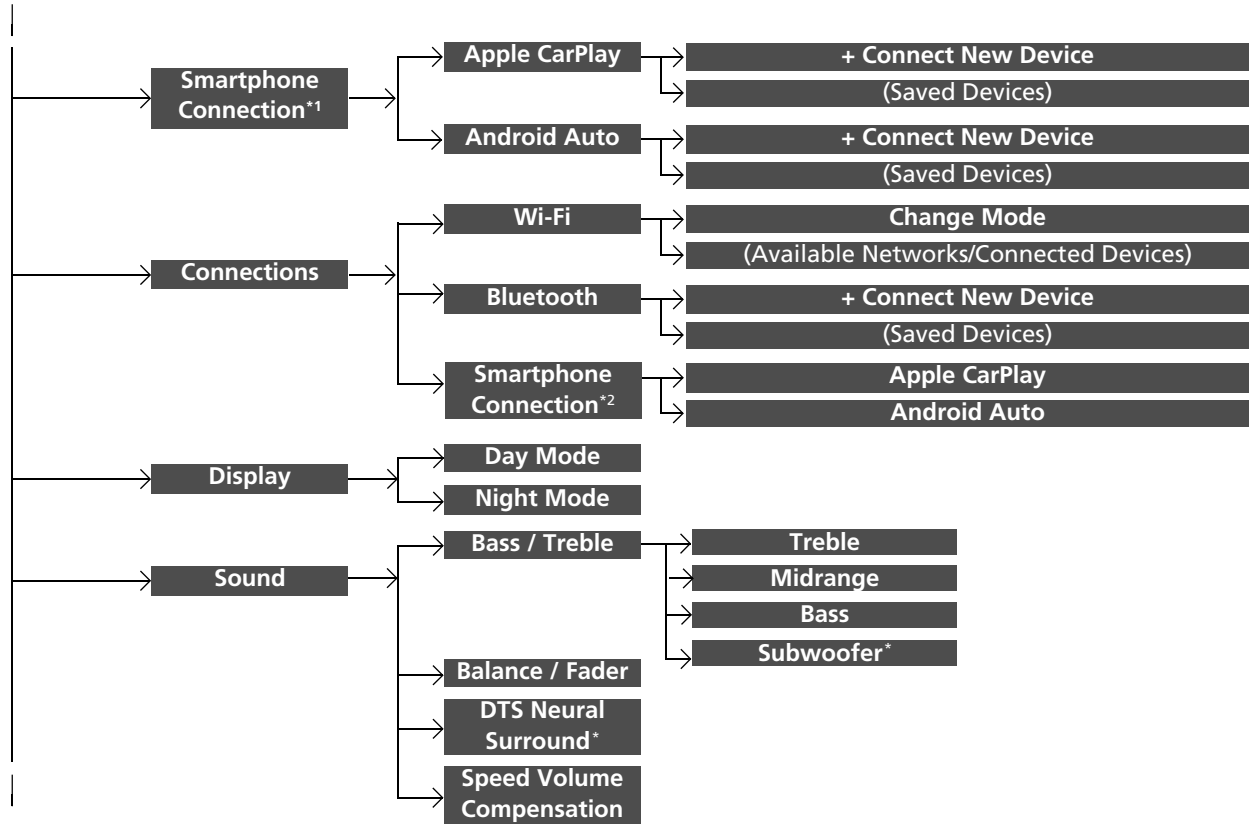 Apple CarPlay
+ Connect New Device
Smartphone
Connection*1
(Saved Devices)
Android Auto
+ Connect New Device
(Saved Devices)
Wi-Fi
Change Mode
(Available Networks/Connected Devices)
Connections
Bluetooth
+ Connect New Device
(Saved Devices)
Smartphone
Connection*2
Apple CarPlay
Android Auto
Display
Day Mode
Night Mode
Sound
Bass / Treble
Treble
Midrange
Bass
Subwoofer*
Balance / Fader
DTS Neural
Surround*
Speed Volume
Compensation